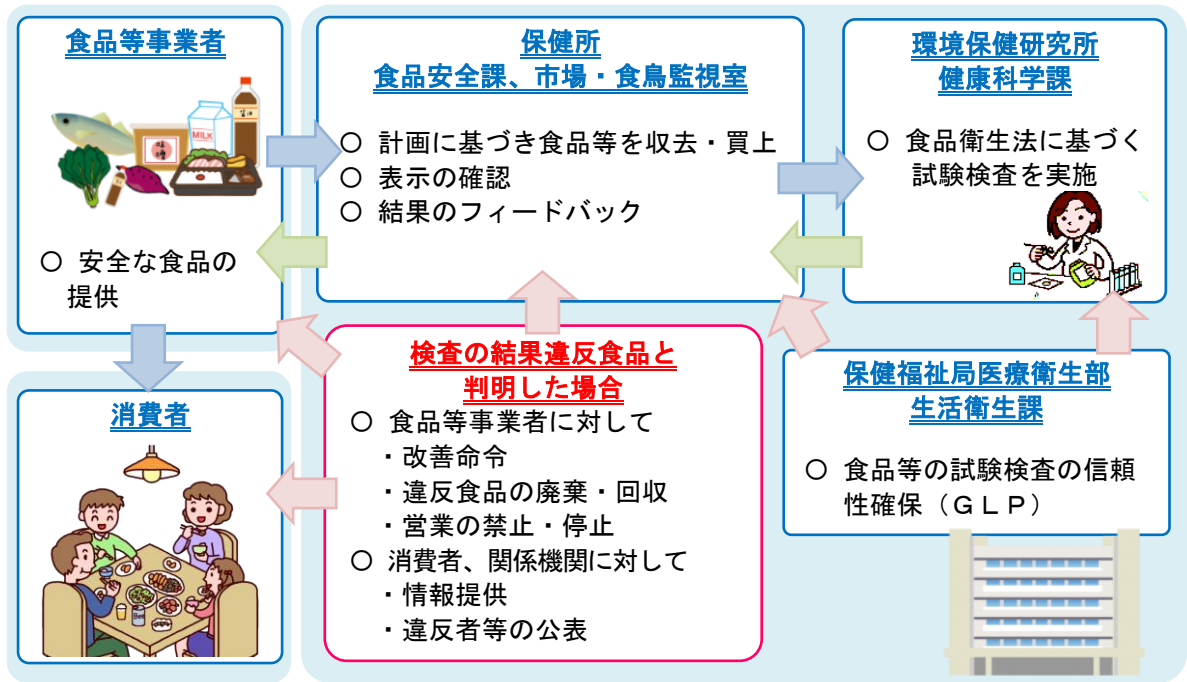 食品等事業者
MILK
味噌
醤油
○ 安全な食品の
提供
保健所
食品安全課、市場・食鳥監視室
○ 計画に基づき食品等を収去・買上
○ 表示の確認
○ 結果のフィードバック
環境保健研究所
健康科学課
○ 食品衛生法に基づく
試験検査を実施
消費者
検査の結果違反食品と
判明した場合
○ 食品等事業者に対して
・改善命令
・違反食品の廃棄・回収
・営業の禁止・停止
○ 消費者、関係機関に対して
・情報提供
・違反者等の公表
保健福祉局医療衛生部
生活衛生課
○ 食品等の試験検査の信頼
性確保（ＧＬＰ）